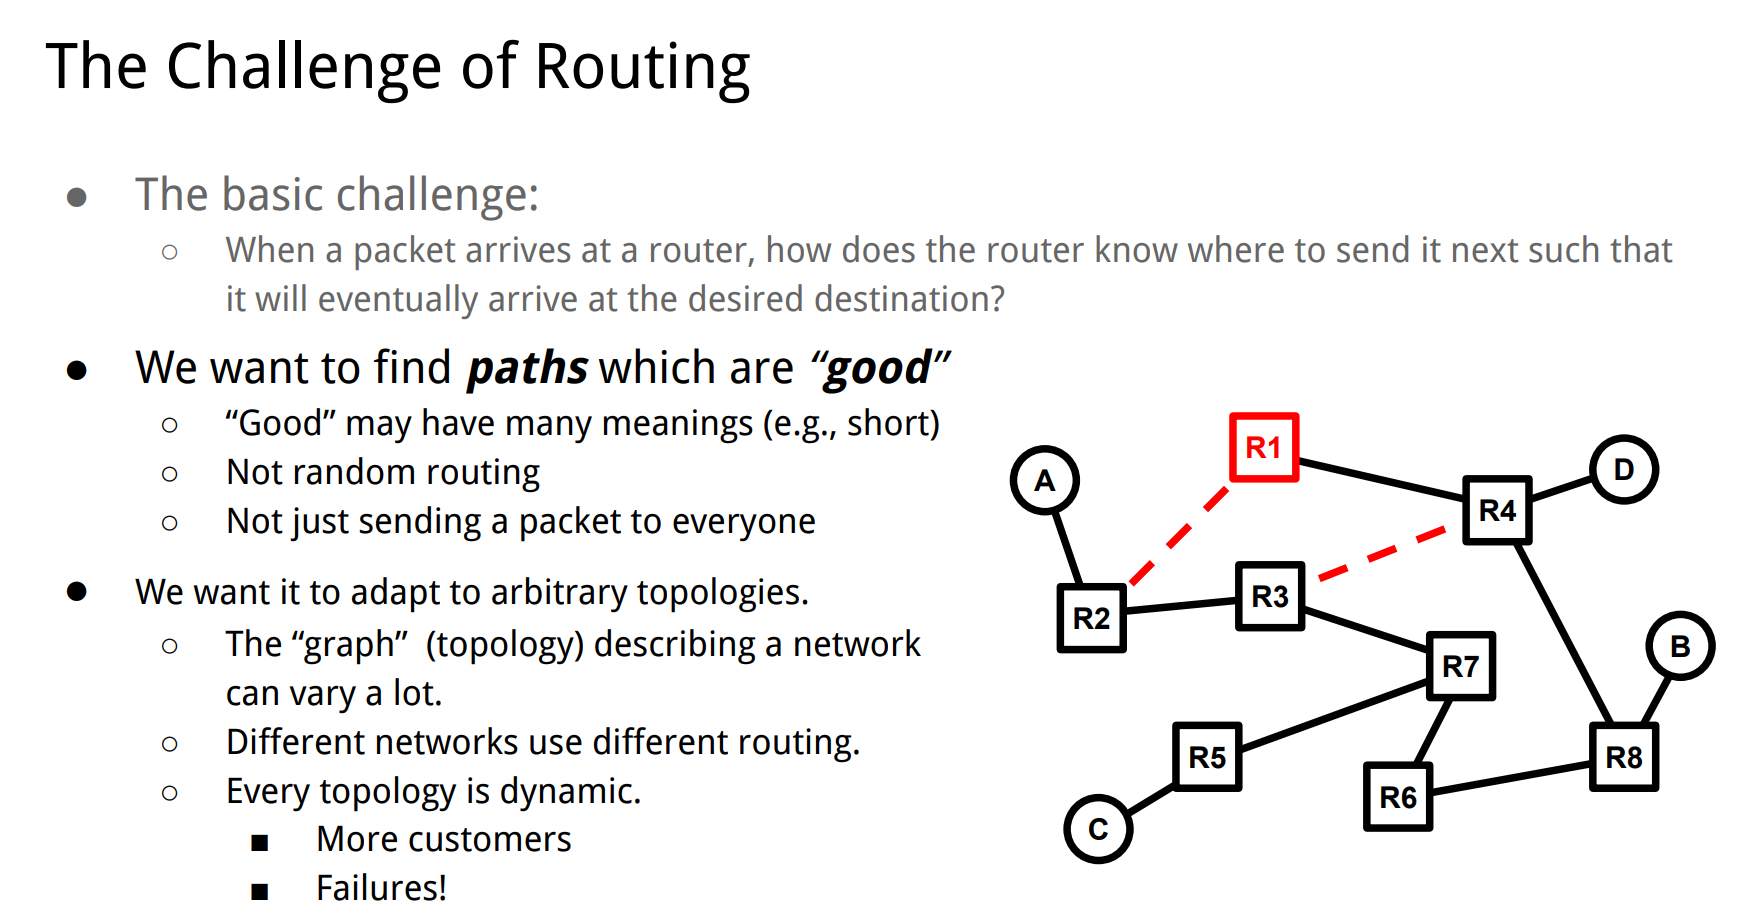 The Challenge of Routing
● The basic challenge:
○ When a packet arrives at a router, how does the router know where to send it next such that
it will eventually arrive at the desired destination?
● We want to find paths which are “good”
○ “Good” may have many meanings (e.g., short)
○ Not random routing
○ Not just sending a packet to everyone
● We want it to adapt to arbitrary topologies.
○ The “graph” (topology) describing a network
can vary a lot.
○ Different networks use different routing.
○ Every topology is dynamic.
■ More customers
■ Failures!
R1
A
D
R4
R3
R2
B
R7
R5
R8
R6
C